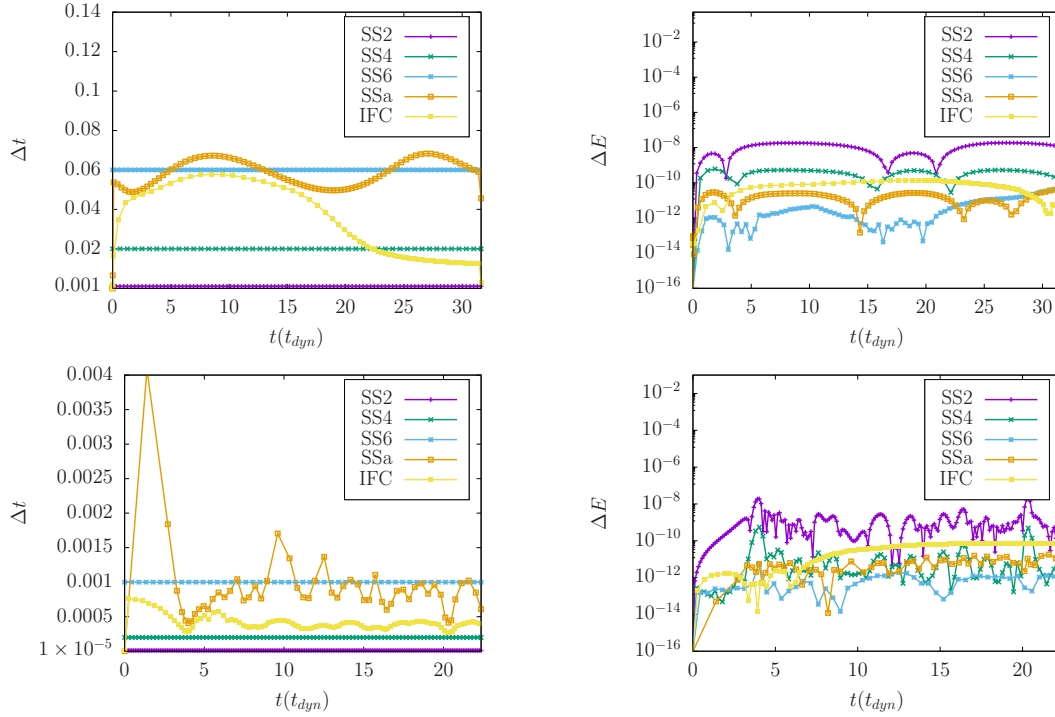 0.14
0.12
0.1
0.08
0.06
0.04
0.02
0.001
Δt
0 5 10 15 20 25 30
t(t_dyn)
SS2
SS4
SS6
SSa
IFC
10^−2
10^−4
10^−6
10^−8
10^−10
10^−12
10^−14
10^−16
ΔE
0 5 10 15 20 25 30
t(t_dyn)
SS2
SS4
SS6
SSa
IFC
0.004
0.0035
0.003
0.0025
0.002
0.0015
0.001
0.0005
1 × 10^−5
Δt
0 5 10 15 20
t(t_dyn)
SS2
SS4
SS6
SSa
IFC
10^−2
10^−4
10^−6
10^−8
10^−10
10^−12
10^−14
10^−16
ΔE
0 5 10 15 20
t(t_dyn)
SS2
SS4
SS6
SSa
IFC